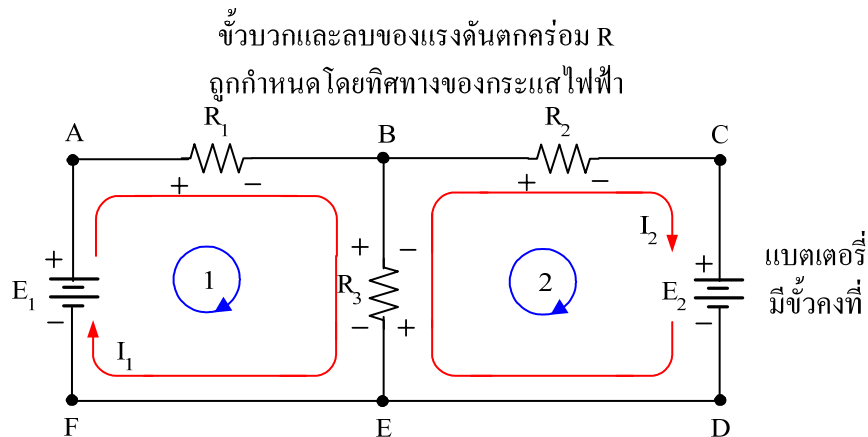 ขั้วบวกและลบของแรงดันตกคร่อม R
ถูกกำหนดโดยทิศทางของกระแสไฟฟ้า
A R₁ B R₂ C
+ − + −
+ + − I₂ +
E₁ 1 R₃ 2 E₂
− − + −
I₁
แบตเตอรี่
มีขั้วคงที่
F E D